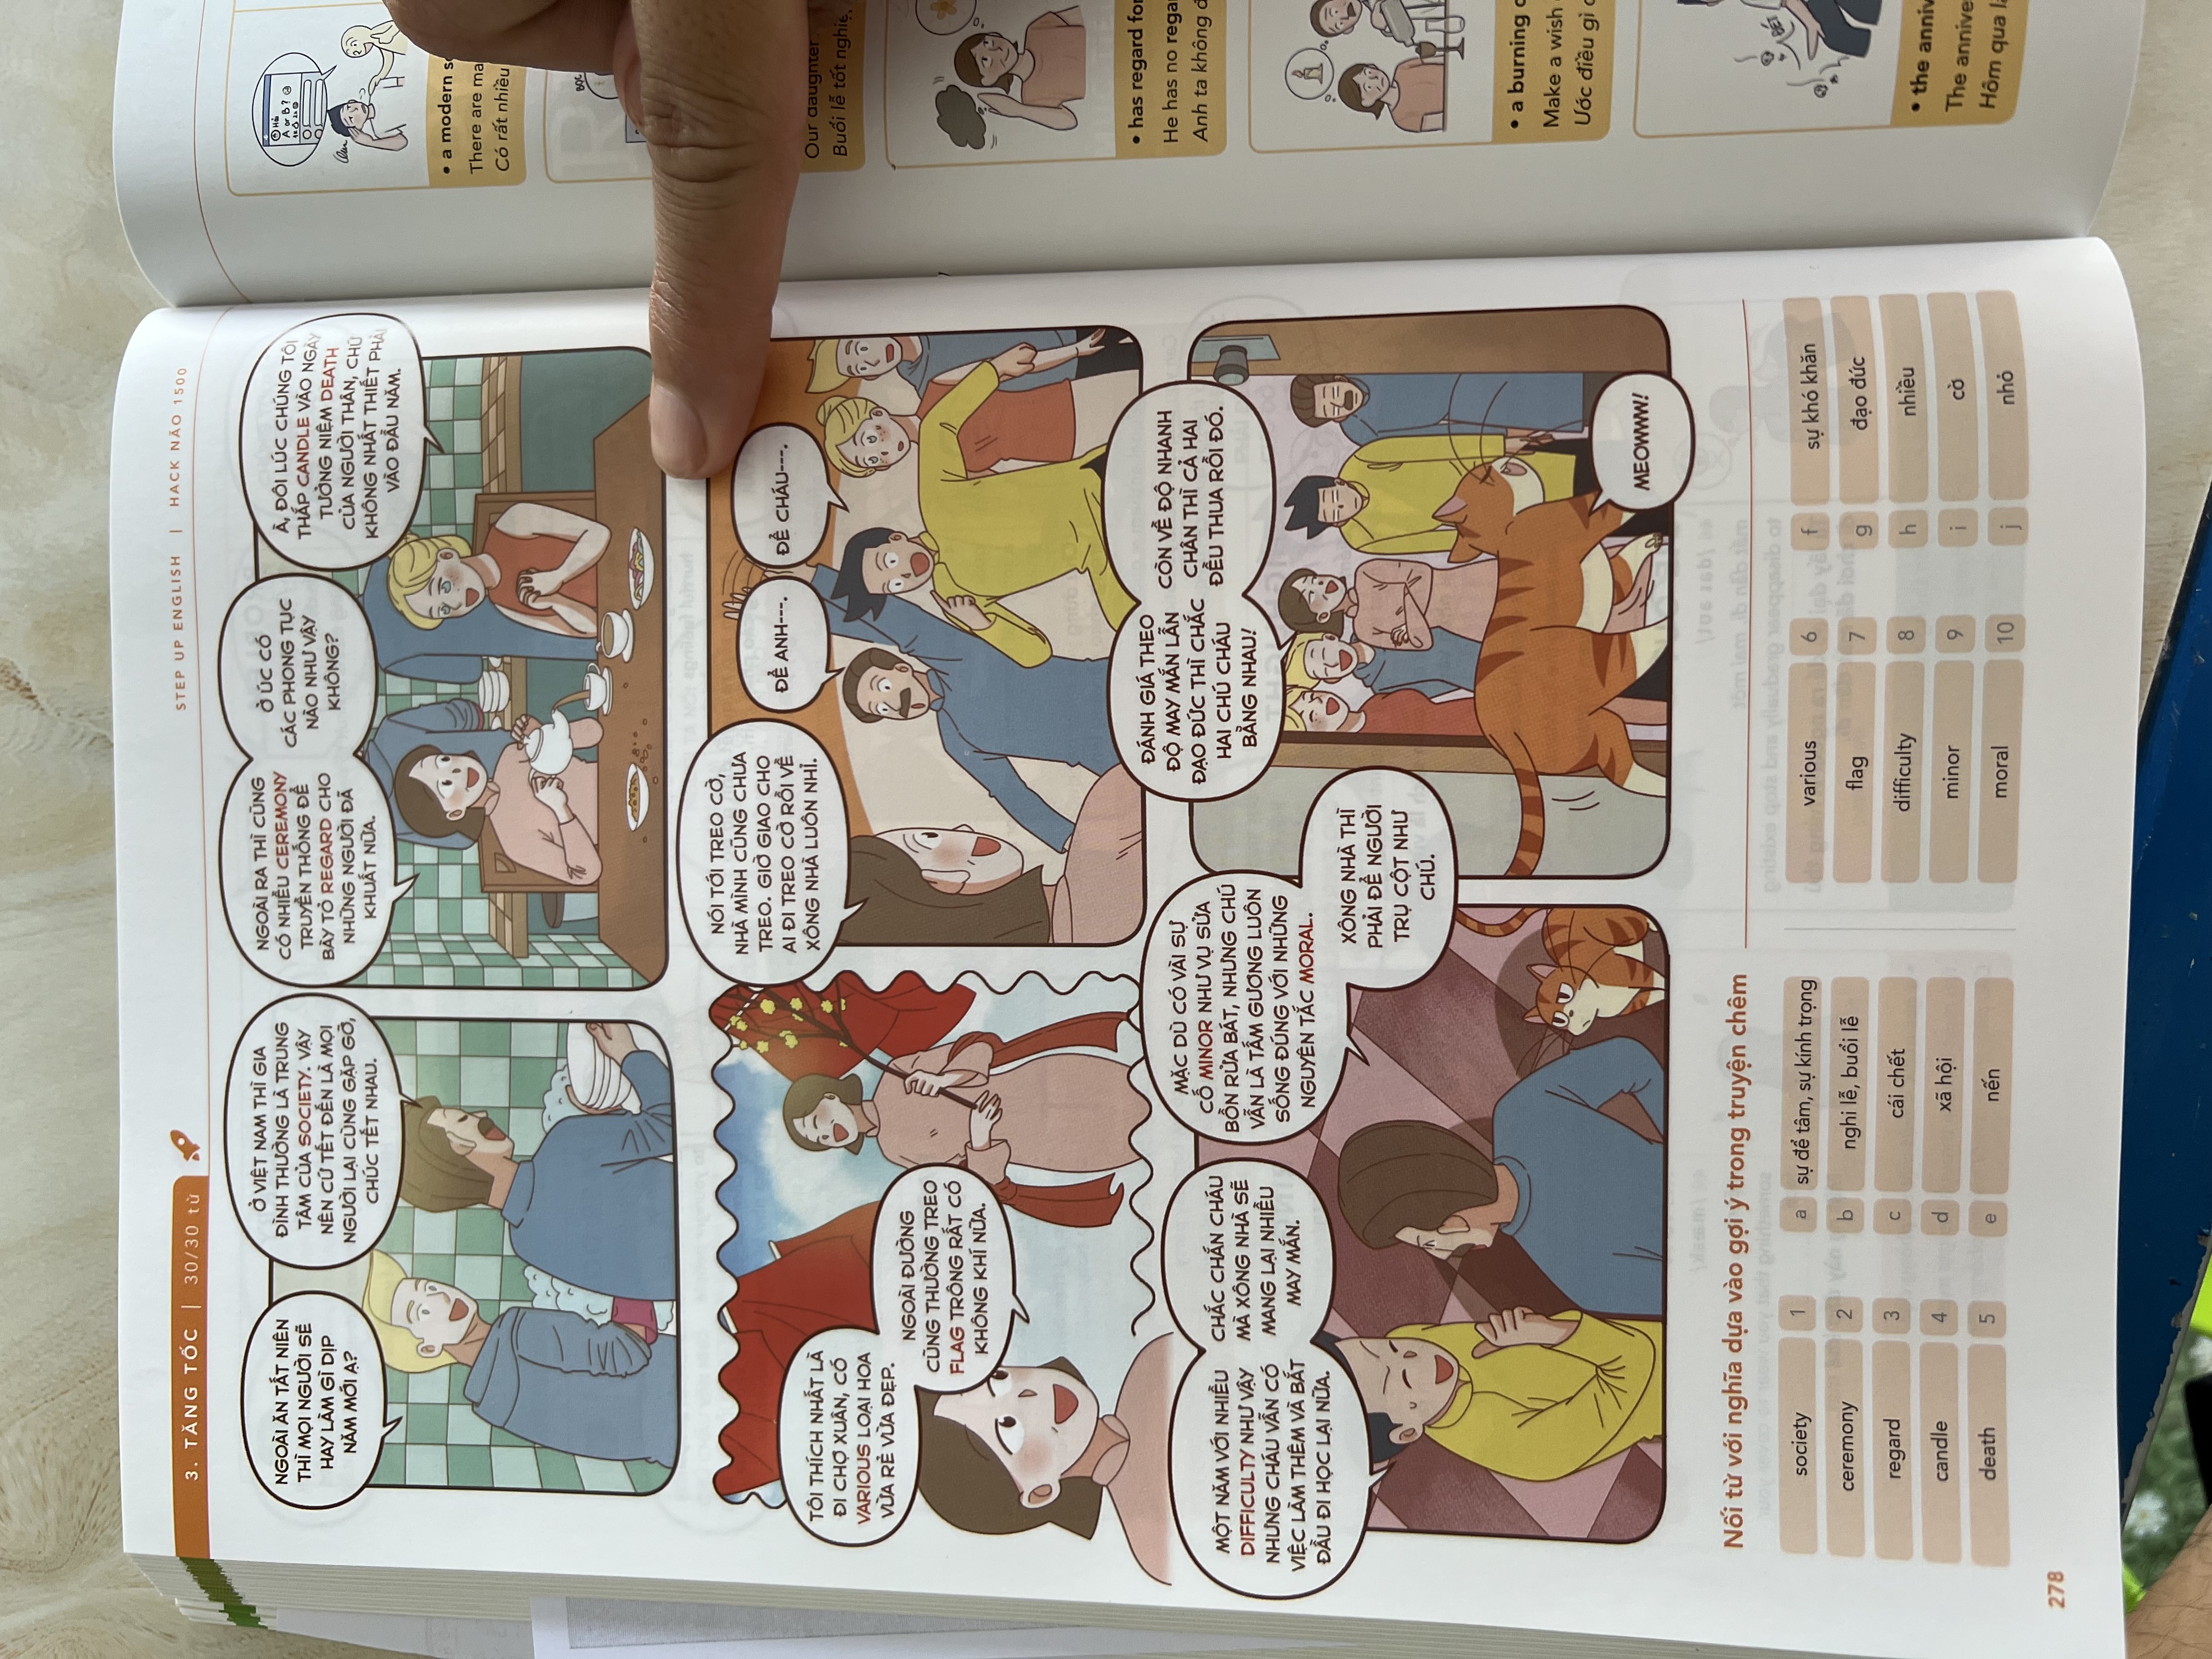 3. TĂNG TỐC | 30/30 từ
STEP UP ENGLISH | HACK NÃO 1500
NGOÀI ĂN TẤT NIÊN
THÌ MỌI NGƯỜI SẼ
HAY LÀM GÌ DỊP
NĂM MỚI Ạ?
Ở VIỆT NAM THÌ GIA
ĐÌNH THƯỜNG LÀ TRUNG
TÂM CỦA SOCIETY. VẬY
NÊN CỨ TẾT ĐẾN LÀ MỌI
NGƯỜI LẠI CÙNG GẶP GỠ,
CHÚC TẾT NHAU.
NGOÀI RA THÌ CŨNG
CÓ NHIỀU CEREMONY
TRUYỀN THỐNG ĐỂ
BÀY TỎ REGARD CHO
NHỮNG NGƯỜI ĐÃ
KHUẤT NỮA.
Ở ÚC CÓ
CÁC PHONG TỤC
NÀO NHƯ VẬY
KHÔNG?
À, ĐÔI LÚC CHÚNG TÔI
THẮP CANDLE VÀO NGÀY
TƯỞNG NIỆM DEATH
CỦA NGƯỜI THÂN, CHỨ
KHÔNG NHẤT THIẾT PHẢI
VÀO ĐẦU NĂM.
TÔI THÍCH NHẤT LÀ
ĐI CHỢ XUÂN, CÓ
VARIOUS LOẠI HOA
VỪA RẺ VỪA ĐẸP.
NGOÀI ĐƯỜNG
CŨNG THƯỜNG TREO
FLAG TRÔNG RẤT CÓ
KHÔNG KHÍ NỮA.
NÓI TỚI TREO CỜ,
NHÀ MÌNH CŨNG CHƯA
TREO. GIỜ GIAO CHO
AI ĐI TREO CỜ RỒI VỀ
XÔNG NHÀ LUÔN NHỈ.
ĐỂ ANH---.
ĐỂ CHÁU---.
MỘT NĂM VỚI NHIỀU
DIFFICULTY NHƯ VẬY
NHƯNG CHÁU VẪN CÓ
VIỆC LÀM THÊM VÀ BẮT
ĐẦU ĐI HỌC LẠI NỮA.
CHẮC CHẮN CHÁU
MÀ XÔNG NHÀ SẼ
MANG LẠI NHIỀU
MAY MẮN.
MẶC DÙ CÓ VÀI SỰ
CỐ MINOR NHƯ VỤ SỬA
BỒN RỬA BÁT, NHƯNG CHÚ
VẪN LÀ TẤM GƯƠNG LUÔN
SỐNG ĐÚNG VỚI NHỮNG
NGUYÊN TẮC MORAL.
XÔNG NHÀ THÌ
PHẢI ĐỂ NGƯỜI
TRỤ CỘT NHƯ
CHÚ.
ĐÁNH GIÁ THEO
ĐỘ MAY MẮN LẪN
ĐẠO ĐỨC THÌ CHẮC
HAI CHÚ CHÁU
BẰNG NHAU!
CÒN VỀ ĐỘ NHANH
CHÂN THÌ CẢ HAI
ĐỀU THUA RỒI ĐÓ.
MEOWWW!
Nối từ với nghĩa dựa vào gợi ý trong truyện chêm
society 1 a sự để tâm, sự kính trọng
ceremony 2 b nghi lễ, buổi lễ
regard 3 c cái chết
candle 4 d xã hội
death 5 e nến
various 6 f sự khó khăn
flag 7 g đạo đức
difficulty 8 h nhiều
minor 9 i cờ
moral 10 j nhỏ
278
A or B?
• a modern
There are
Có rất nhiều
Our daughter
Buổi lễ tốt
• has regard
He has no
Anh ta không
• a burning
Make a wish
Ước điều gì
BÉT
• the
The
Hôm qua